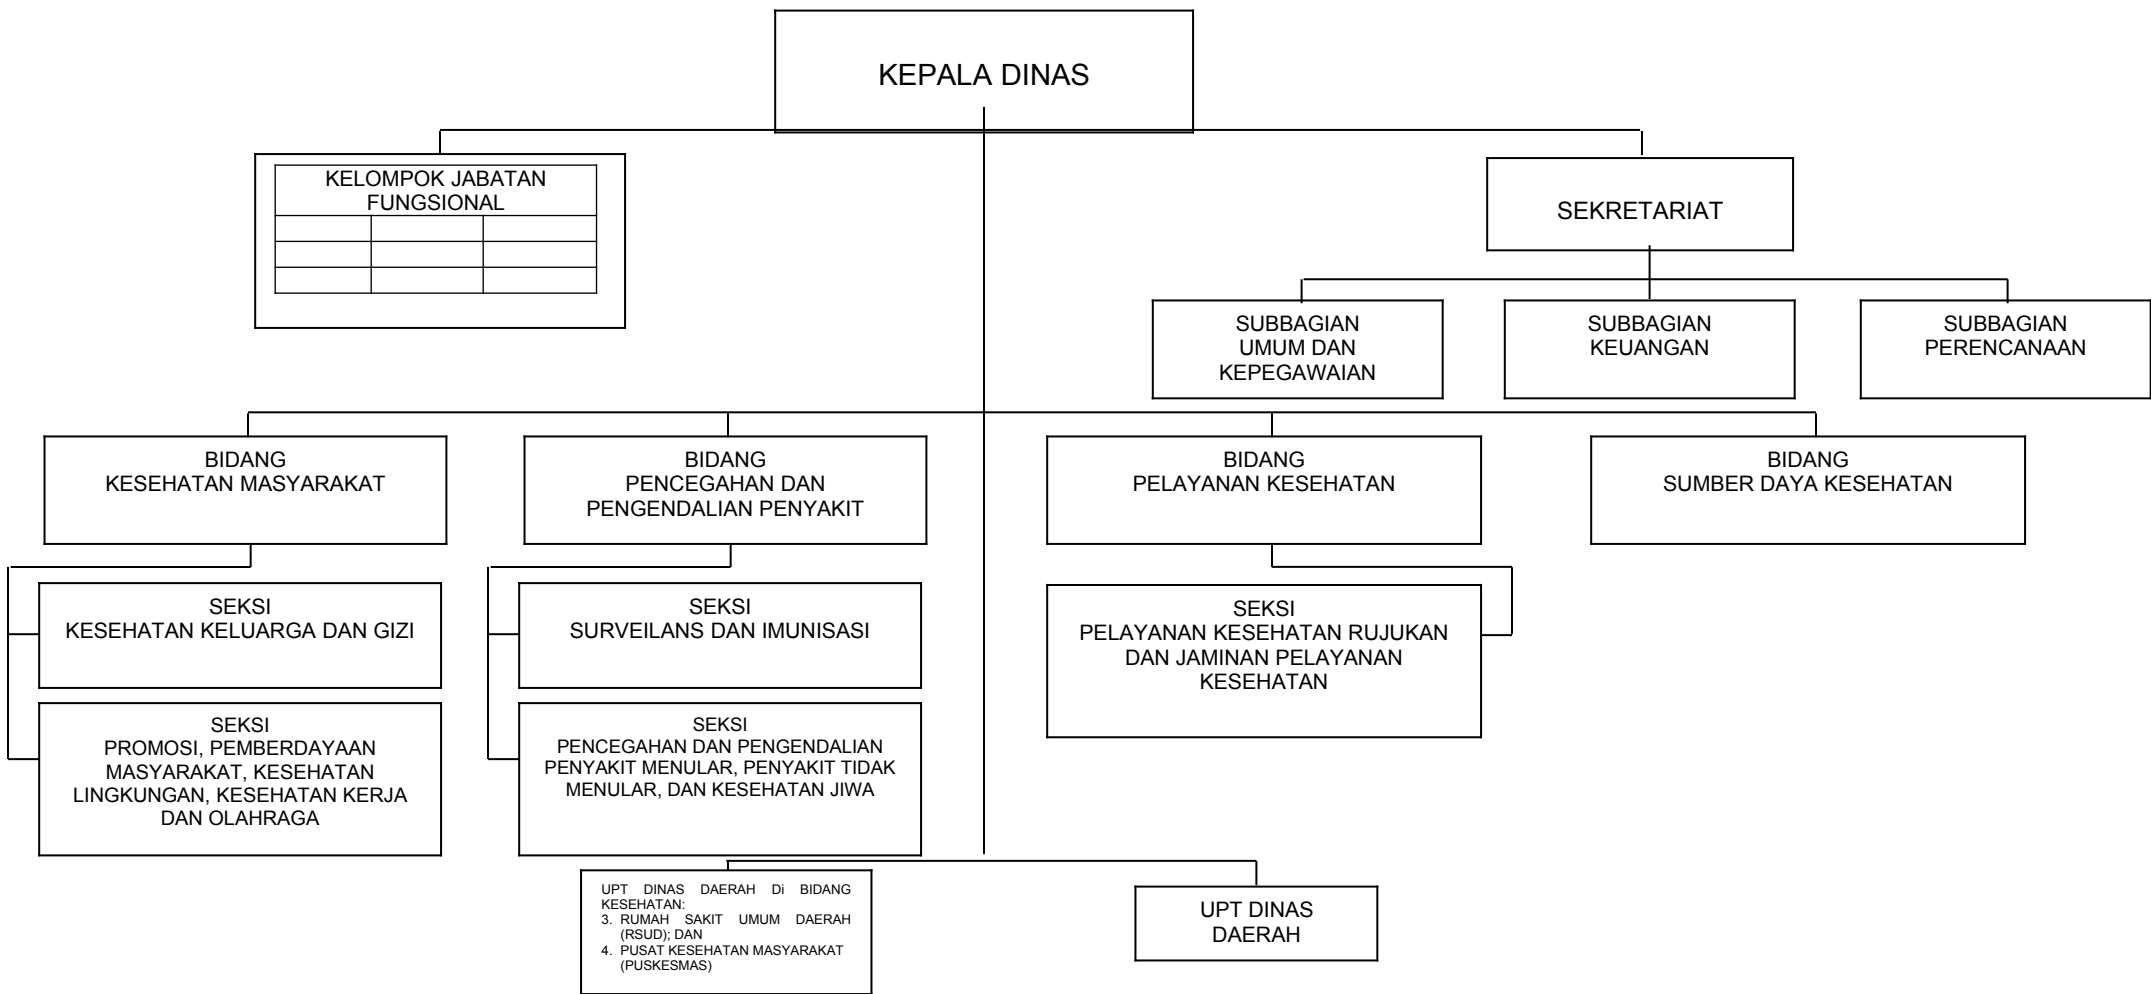 KEPALA DINAS
KELOMPOK JABATAN
FUNGSIONAL
SEKRETARIAT
SUBBAGIAN
UMUM DAN
KEPEGAWAIAN
SUBBAGIAN
KEUANGAN
SUBBAGIAN
PERENCANAAN
BIDANG
KESEHATAN MASYARAKAT
BIDANG
PENCEGAHAN DAN
PENGENDALIAN PENYAKIT
BIDANG
PELAYANAN KESEHATAN
BIDANG
SUMBER DAYA KESEHATAN
SEKSI
KESEHATAN KELUARGA DAN GIZI
SEKSI
SURVEILANS DAN IMUNISASI
SEKSI
PELAYANAN KESEHATAN RUJUKAN
DAN JAMINAN PELAYANAN
KESEHATAN
SEKSI
PROMOSI, PEMBERDAYAAN
MASYARAKAT, KESEHATAN
LINGKUNGAN, KESEHATAN KERJA
DAN OLAHRAGA
SEKSI
PENCEGAHAN DAN PENGENDALIAN
PENYAKIT MENULAR, PENYAKIT TIDAK
MENULAR, DAN KESEHATAN JIWA
UPT DINAS DAERAH Di BIDANG
KESEHATAN:
3. RUMAH SAKIT UMUM DAERAH
(RSUD); DAN
4. PUSAT KESEHATAN MASYARAKAT
(PUSKESMAS)
UPT DINAS
DAERAH